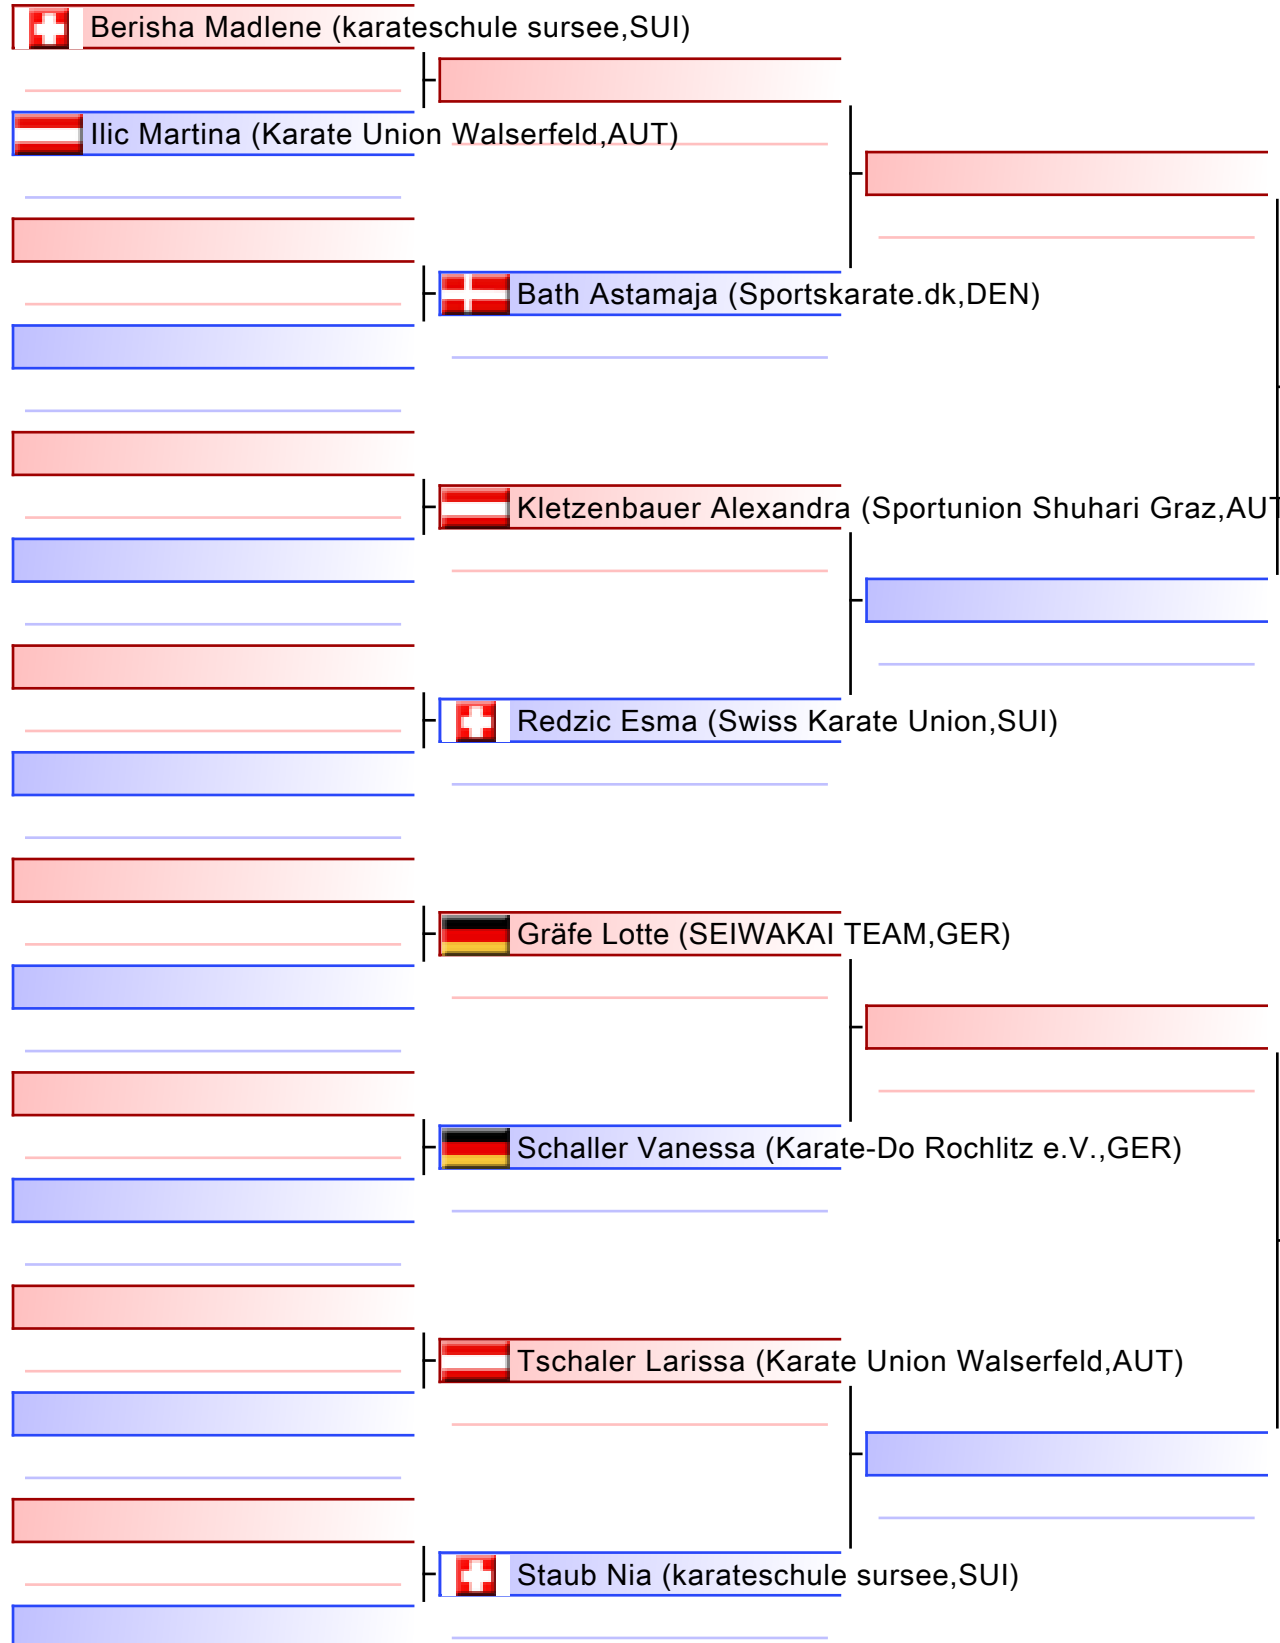 Berisha Madlene (karateschule sursee,SUI)
Ilic Martina (Karate Union Walserfeld,AUT)
Bath Astamaja (Sportskarate.dk,DEN)
Kletzenbauer Alexandra (Sportunion Shuhari Graz,AUT
Redzic Esma (Swiss Karate Union,SUI)
Gräfe Lotte (SEIWAKAI TEAM,GER)
Schaller Vanessa (Karate-Do Rochlitz e.V.,GER)
Tschaler Larissa (Karate Union Walserfeld,AUT)
Staub Nia (karateschule sursee,SUI)